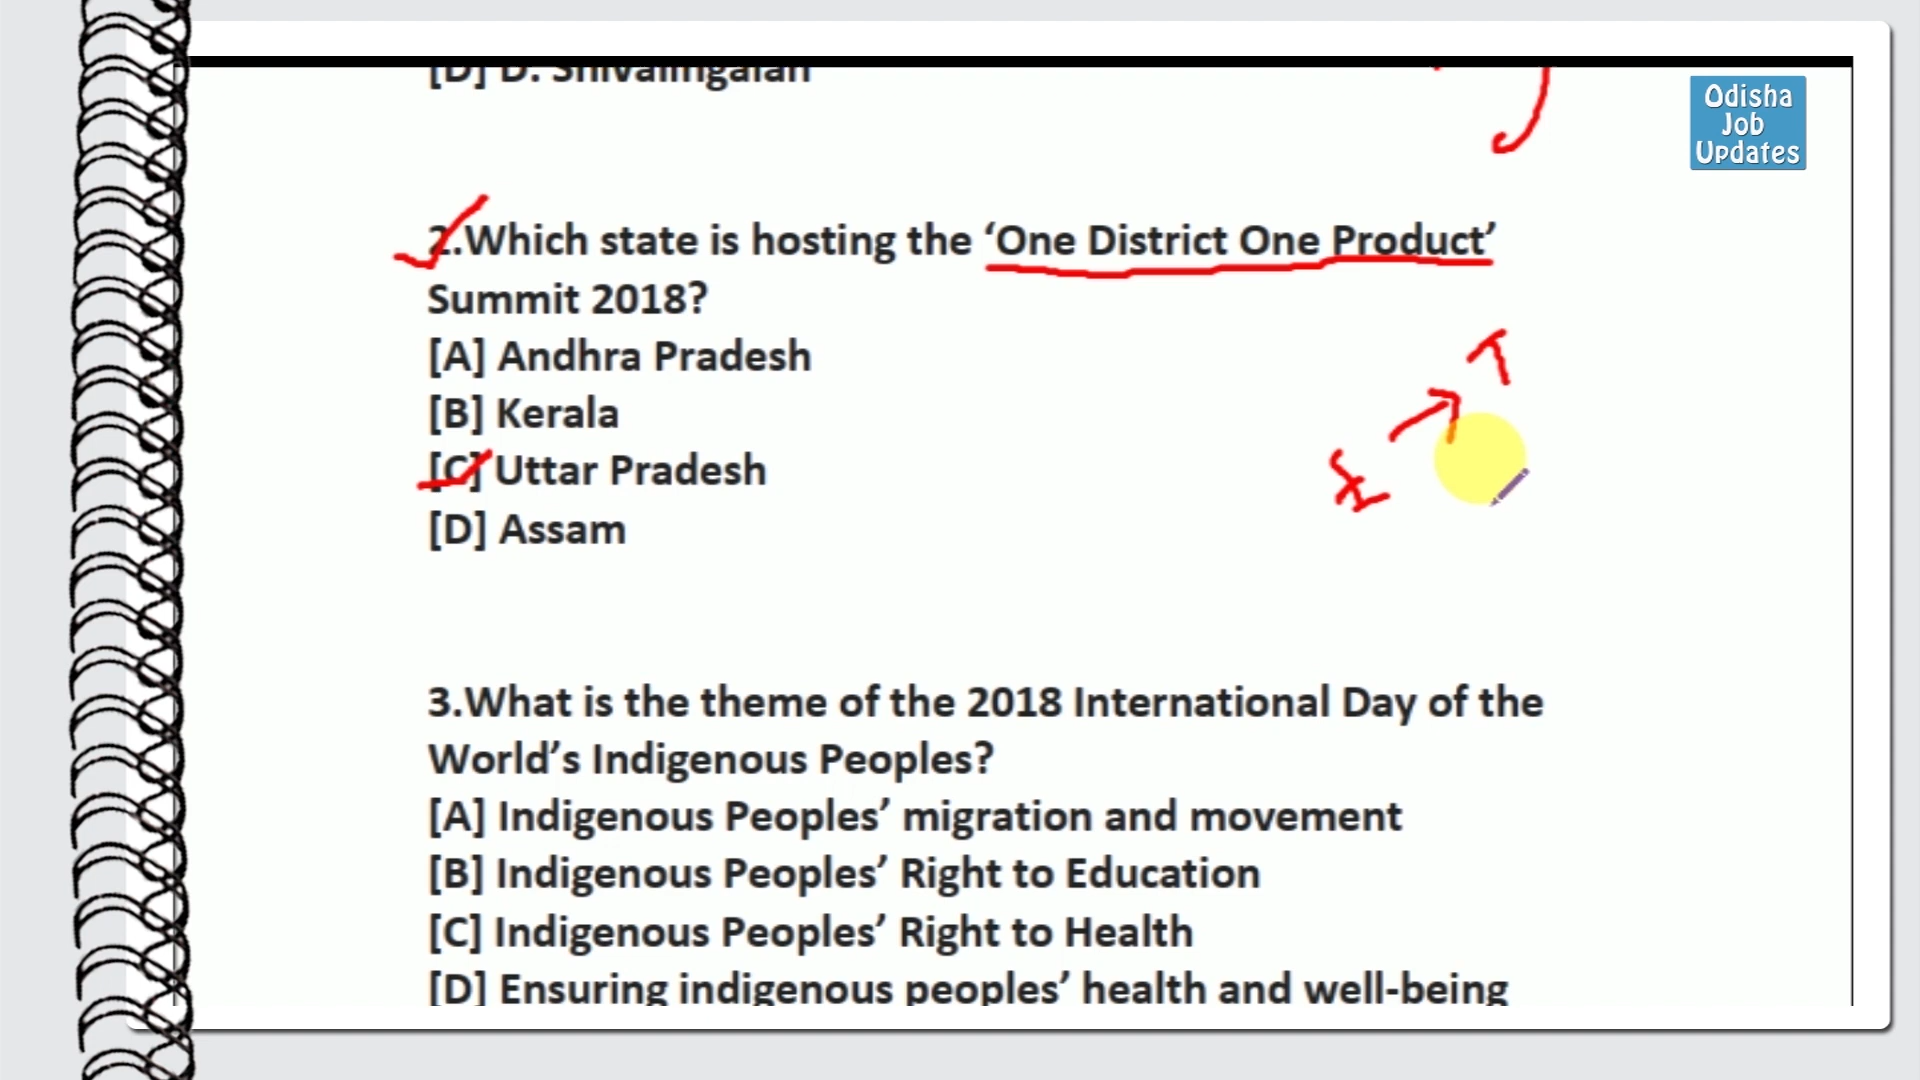 [D] D. Shivalingaiah
Odisha
Job
Updates
2.Which state is hosting the ‘One District One Product’
Summit 2018?
[A] Andhra Pradesh
[B] Kerala
[C] Uttar Pradesh
[D] Assam
3.What is the theme of the 2018 International Day of the
World’s Indigenous Peoples?
[A] Indigenous Peoples’ migration and movement
[B] Indigenous Peoples’ Right to Education
[C] Indigenous Peoples’ Right to Health
[D] Ensuring indigenous peoples’ health and well-being